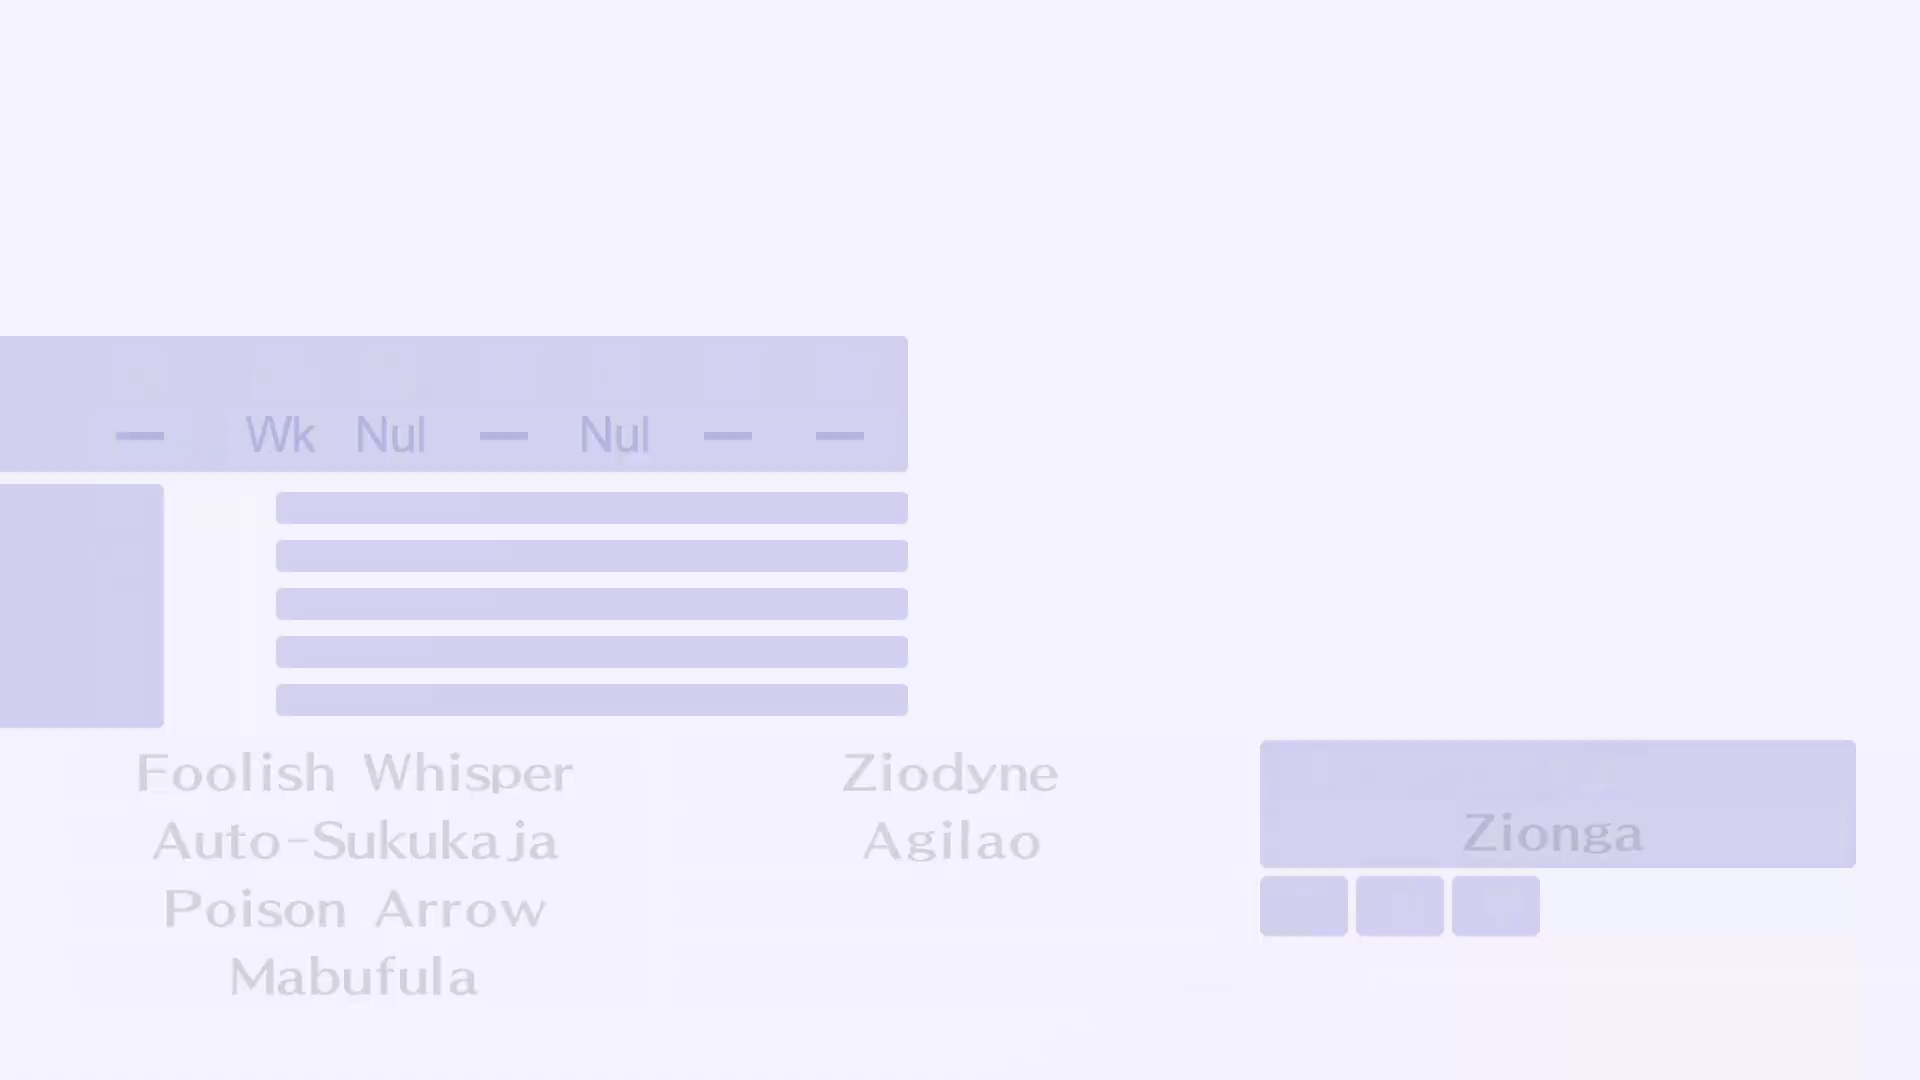 — Wk Nul — Nul — —
Foolish Whisper
Auto-Sukukaja
Poison Arrow
Mabufula
Ziodyne
Agilao
Zionga